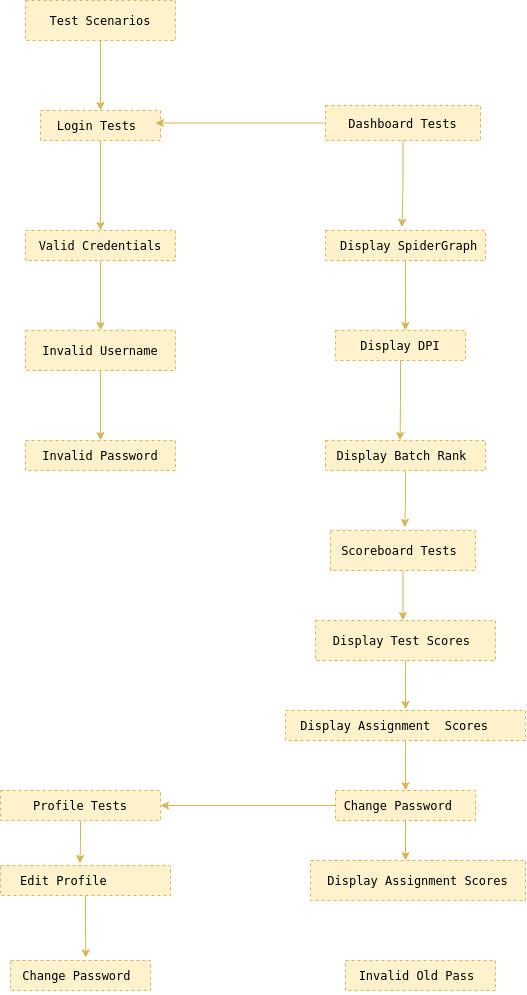 Test Scenarios
Login Tests
Dashboard Tests
Valid Credentials
Display SpiderGraph
Invalid Username
Display DPI
Invalid Password
Display Batch Rank
Scoreboard Tests
Display Test Scores
Display Assignment  Scores
Profile Tests
Change Password
Edit Profile
Display Assignment Scores
Change Password
Invalid Old Pass